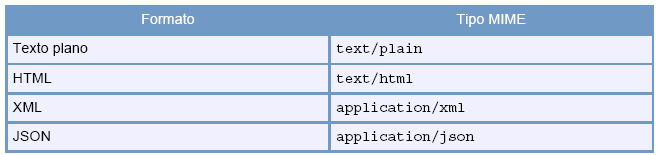 Formato Tipo MIME
Texto plano text/plain
HTML text/html
XML application/xml
JSON application/json